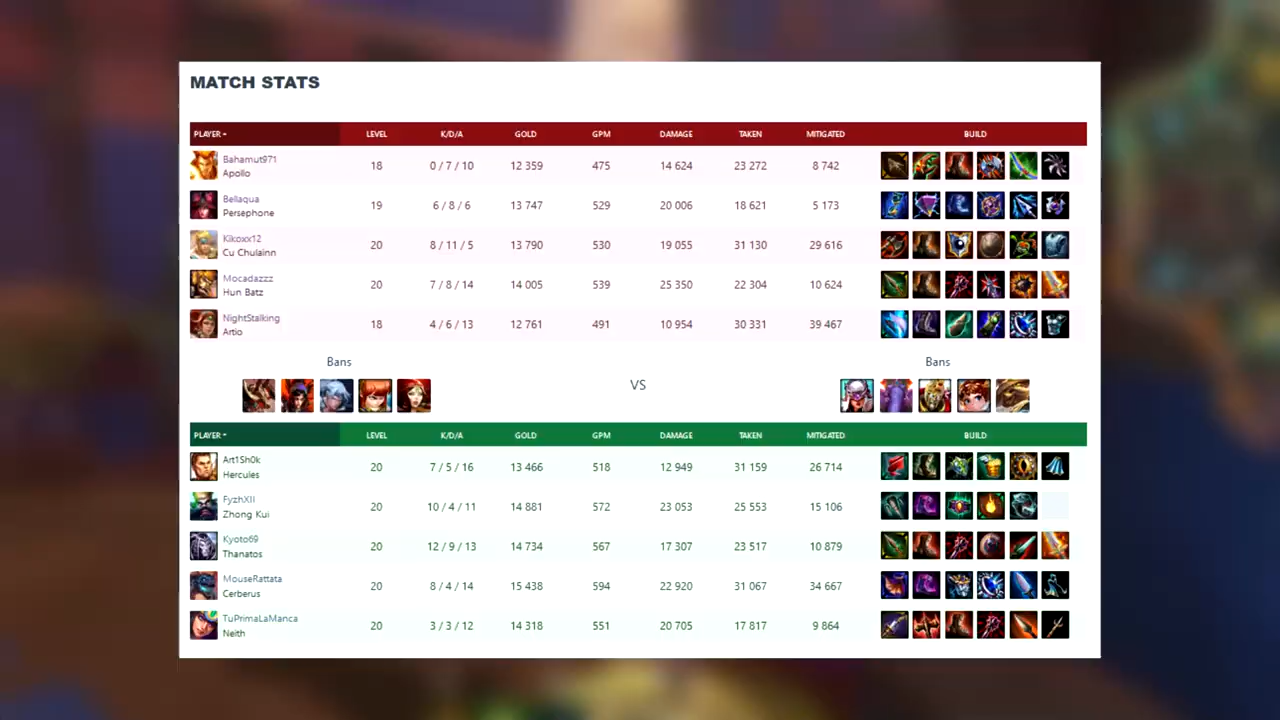 MATCH STATS
PLAYER LEVEL K/D/A GOLD GPM DAMAGE TAKEN MITIGATED BUILD
Bahamut971
Apollo
18 0 / 7 / 10 12 359 475 14 624 23 272 8 742
Bellaqua
Persephone
19 6 / 8 / 6 13 747 529 20 006 18 621 5 173
Kikoxx12
Cu Chulainn
20 8 / 11 / 5 13 790 530 19 055 31 130 29 616
Mocadazzz
Hun Batz
20 7 / 8 / 14 14 005 539 25 350 22 304 10 624
NightStalking
Artio
18 4 / 6 / 13 12 761 491 10 954 30 331 39 467
Bans Bans
VS
PLAYER LEVEL K/D/A GOLD GPM DAMAGE TAKEN MITIGATED BUILD
Art1Sh0k
Hercules
20 7 / 5 / 16 13 466 518 12 949 31 159 26 714
FyzhXII
Zhong Kui
20 10 / 4 / 11 14 881 572 23 053 25 553 15 106
Kyoto69
Thanatos
20 12 / 9 / 13 14 734 567 17 307 23 517 10 879
MouseRattata
Cerberus
20 8 / 4 / 14 15 438 594 22 920 31 067 34 667
TuPrimaLaManca
Neith
20 3 / 3 / 12 14 318 551 20 705 17 817 9 864